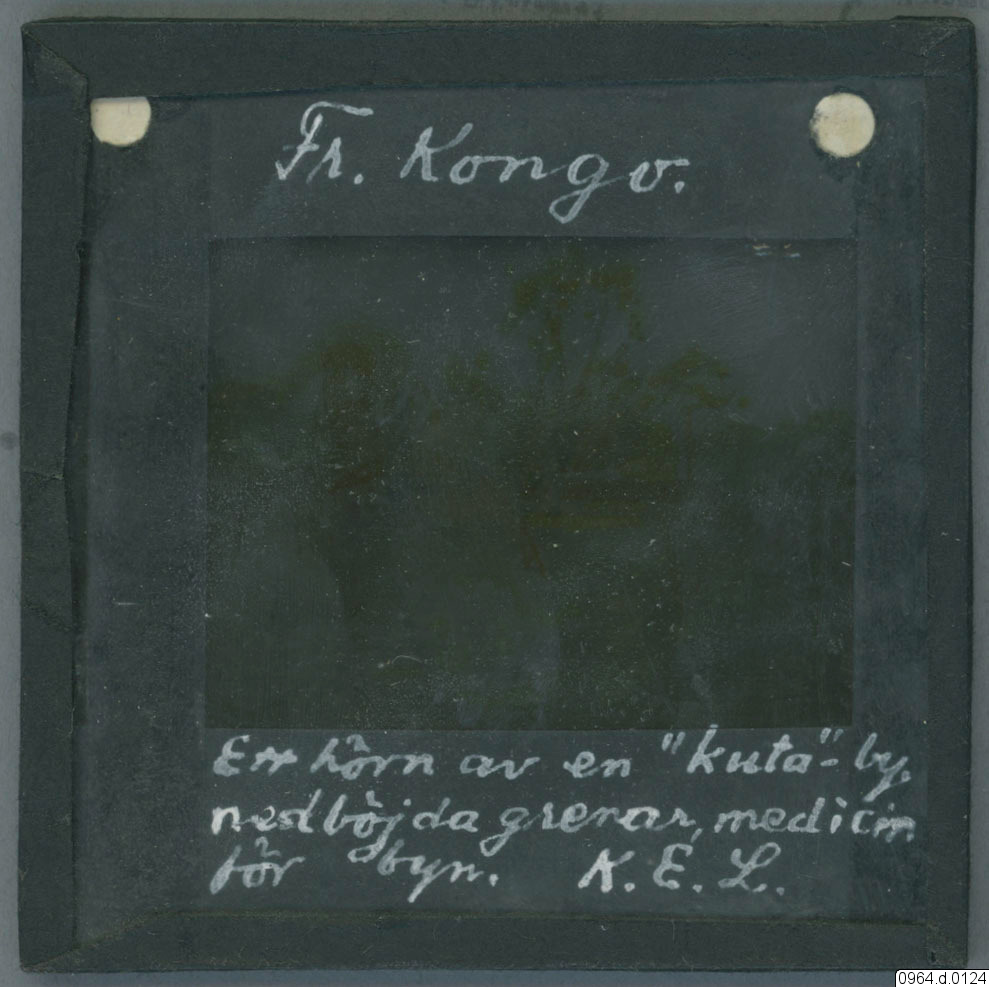 Fr. Kongo.
Ett hörn av en "kuta"-by.
nedböjda grenar, medicin
för byn. K. E. L.
0964.d.0124